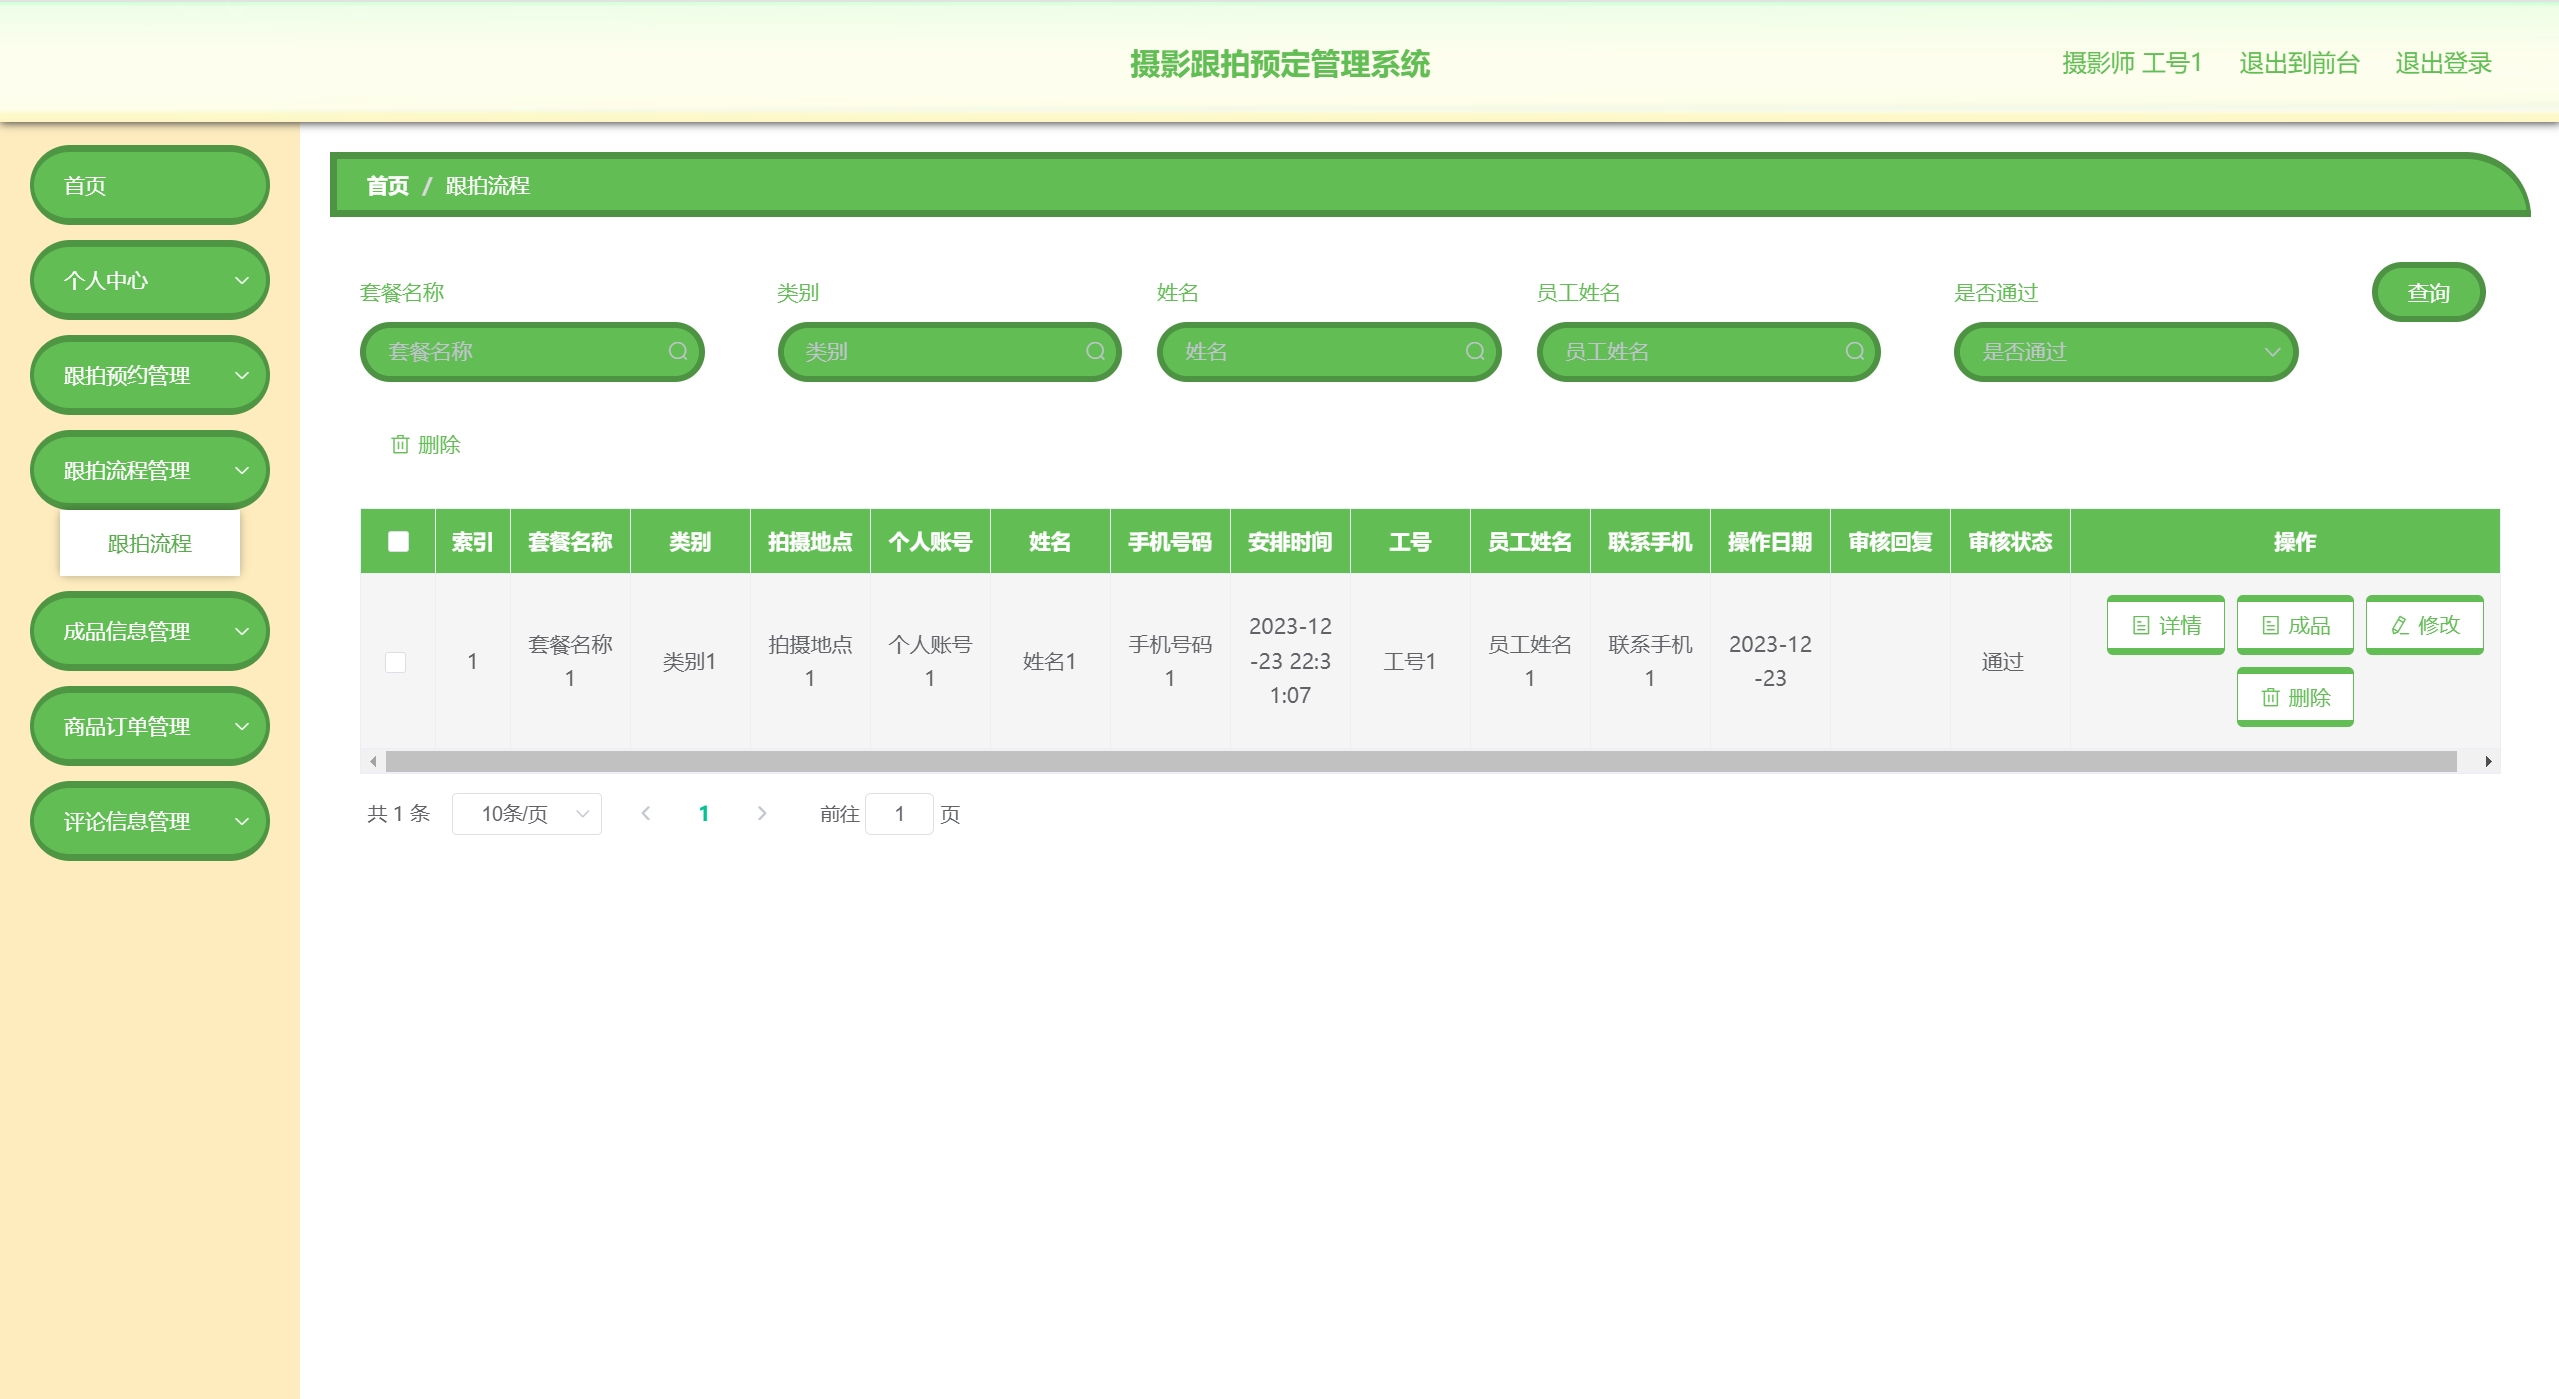 摄影跟拍预定管理系统
摄影师 工号1 退出到前台 退出登录
首页
个人中心
跟拍预约管理
跟拍流程管理
跟拍流程
成品信息管理
商品订单管理
评论信息管理
首页 / 跟拍流程
套餐名称 类别 姓名 员工姓名 是否通过 查询
套餐名称 类别 姓名 员工姓名 是否通过
删除
索引 套餐名称 类别 拍摄地点 个人账号 姓名 手机号码 安排时间 工号 员工姓名 联系手机 操作日期 审核回复 审核状态 操作
1 套餐名称1 类别1 拍摄地点1 个人账号1 姓名1 手机号码1 2023-12-23 22:31:07 工号1 员工姓名1 联系手机1 2023-12-23 通过 详情 成品 修改
删除
共 1 条 10条/页 1 前往 1 页